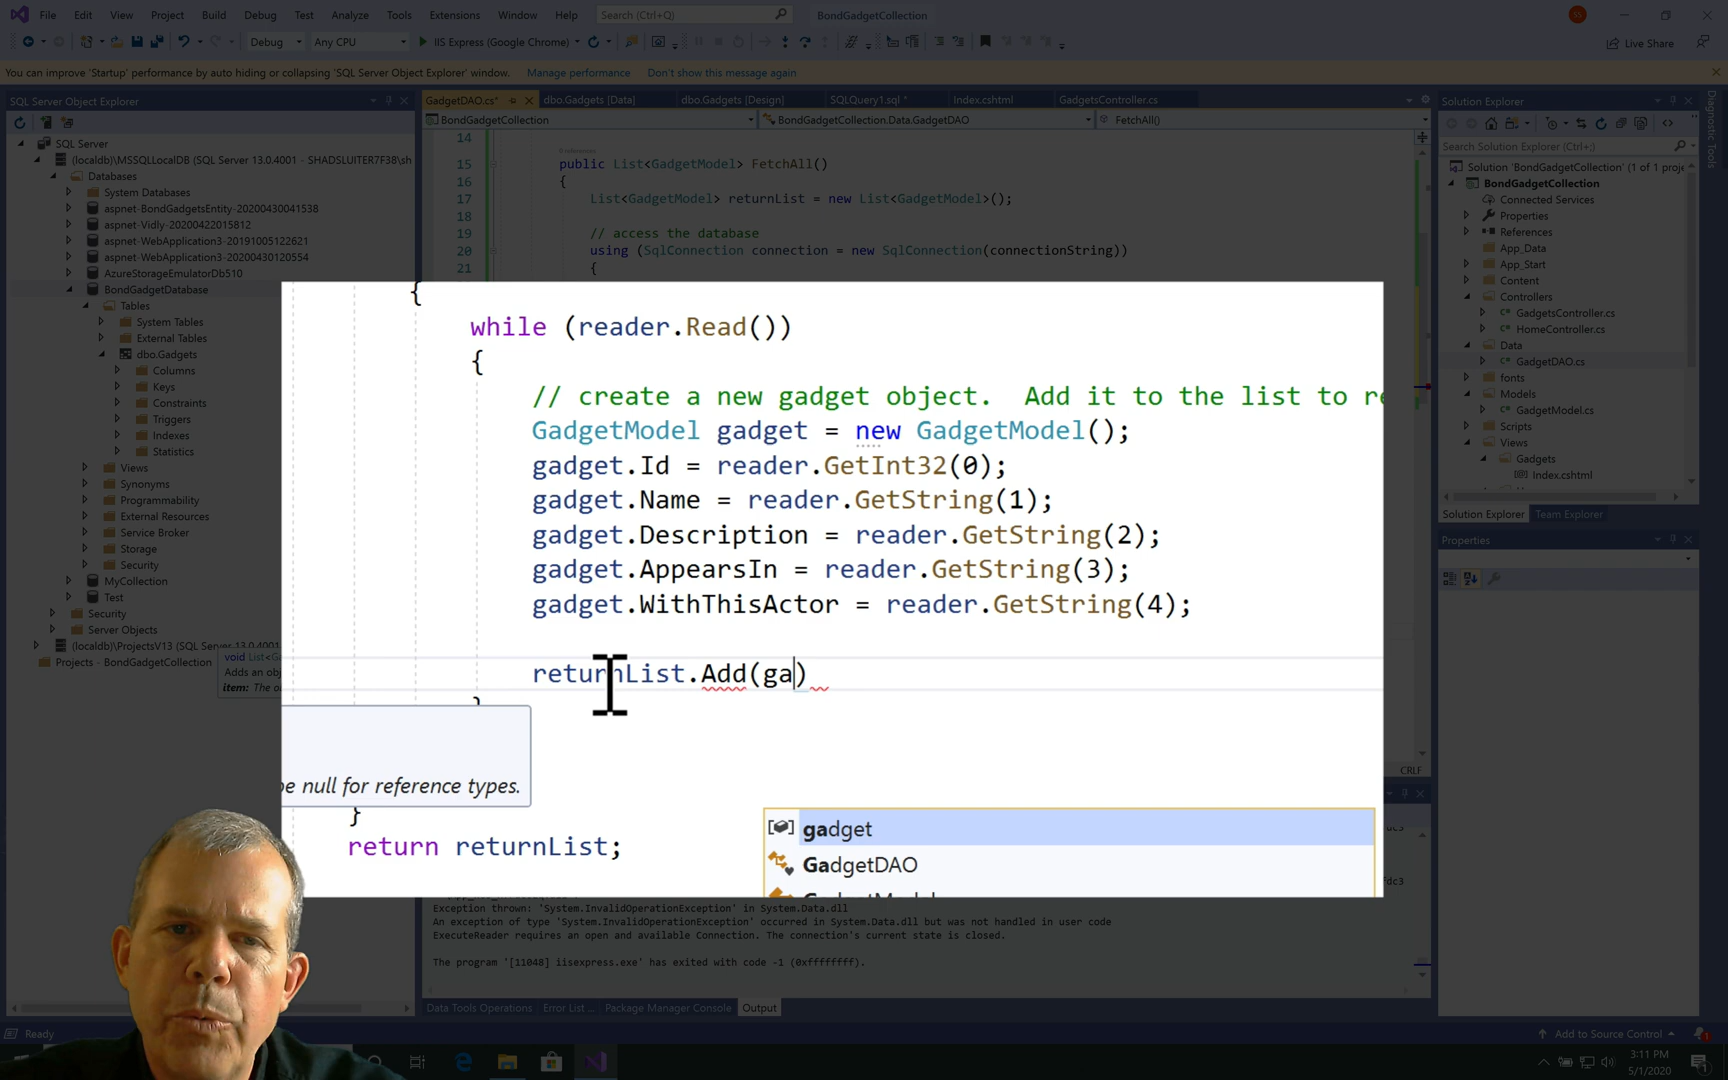 File Edit View Project Build Debug Test Analyze Tools Extensions Window Help Search (Ctrl+Q) BondGadgetCollection SS
Debug Any CPU IIS Express (Google Chrome) Live Share
You can improve 'Startup' performance by auto hiding or collapsing 'SQL Server Object Explorer' window. Manage performance Don't show this message again
SQL Server Object Explorer
SQL Server
(localdb)\MSSQLLocalDB (SQL Server 13.0.4001 - SHADSLUITER7F38\sh
Databases
System Databases
aspnet-BondGadgetsEntity-20200430041538
aspnet-Vidly-20200422015812
aspnet-WebApplication3-20191005122621
aspnet-WebApplication3-20200430120554
AzureStorageEmulatorDb510
BondGadgetDatabase
Tables
System Tables
External Tables
dbo.Gadgets
Columns
Keys
Constraints
Triggers
Indexes
Statistics
Views
Synonyms
Programmability
External Resources
Service Broker
Storage
Security
MyCollection
Test
Security
Server Objects
(localdb)\ProjectsV13 (SQL Server 13.0.4001
Projects - BondGadgetCollection
void List<Ga
Adds an obj
item: The o
GadgetDAO.cs* dbo.Gadgets [Data] dbo.Gadgets [Design] SQLQuery1.sql * Index.cshtml GadgetsController.cs
BondGadgetCollection BondGadgetCollection.Data.GadgetDAO FetchAll()
14
0 references
15 public List<GadgetModel> FetchAll()
16 {
17 List<GadgetModel> returnList = new List<GadgetModel>();
18
19 // access the database
20 using (SqlConnection connection = new SqlConnection(connectionString))
21 {
{
while (reader.Read())
{
// create a new gadget object.  Add it to the list to re
GadgetModel gadget = new GadgetModel();
gadget.Id = reader.GetInt32(0);
gadget.Name = reader.GetString(1);
gadget.Description = reader.GetString(2);
gadget.AppearsIn = reader.GetString(3);
gadget.WithThisActor = reader.GetString(4);
returnList.Add(ga)
}
be null for reference types.
}
return returnList;
gadget
GadgetDAO
CRLF
Exception thrown: 'System.InvalidOperationException' in System.Data.dll
An exception of type 'System.InvalidOperationException' occurred in System.Data.dll but was not handled in user code
ExecuteReader requires an open and available Connection. The connection's current state is closed.
The program '[11048] iisexpress.exe' has exited with code -1 (0xffffffff).
Data Tools Operations Error List ... Package Manager Console Output
Solution Explorer
Search Solution Explorer (Ctrl+;)
Solution 'BondGadgetCollection' (1 of 1 proje
BondGadgetCollection
Connected Services
Properties
References
App_Data
App_Start
Content
Controllers
GadgetsController.cs
HomeController.cs
Data
GadgetDAO.cs
fonts
Models
GadgetModel.cs
Scripts
Views
Gadgets
Index.cshtml
Solution Explorer Team Explorer
Properties
Diagnostic Tools
Ready Add to Source Control
3:11 PM
5/1/2020